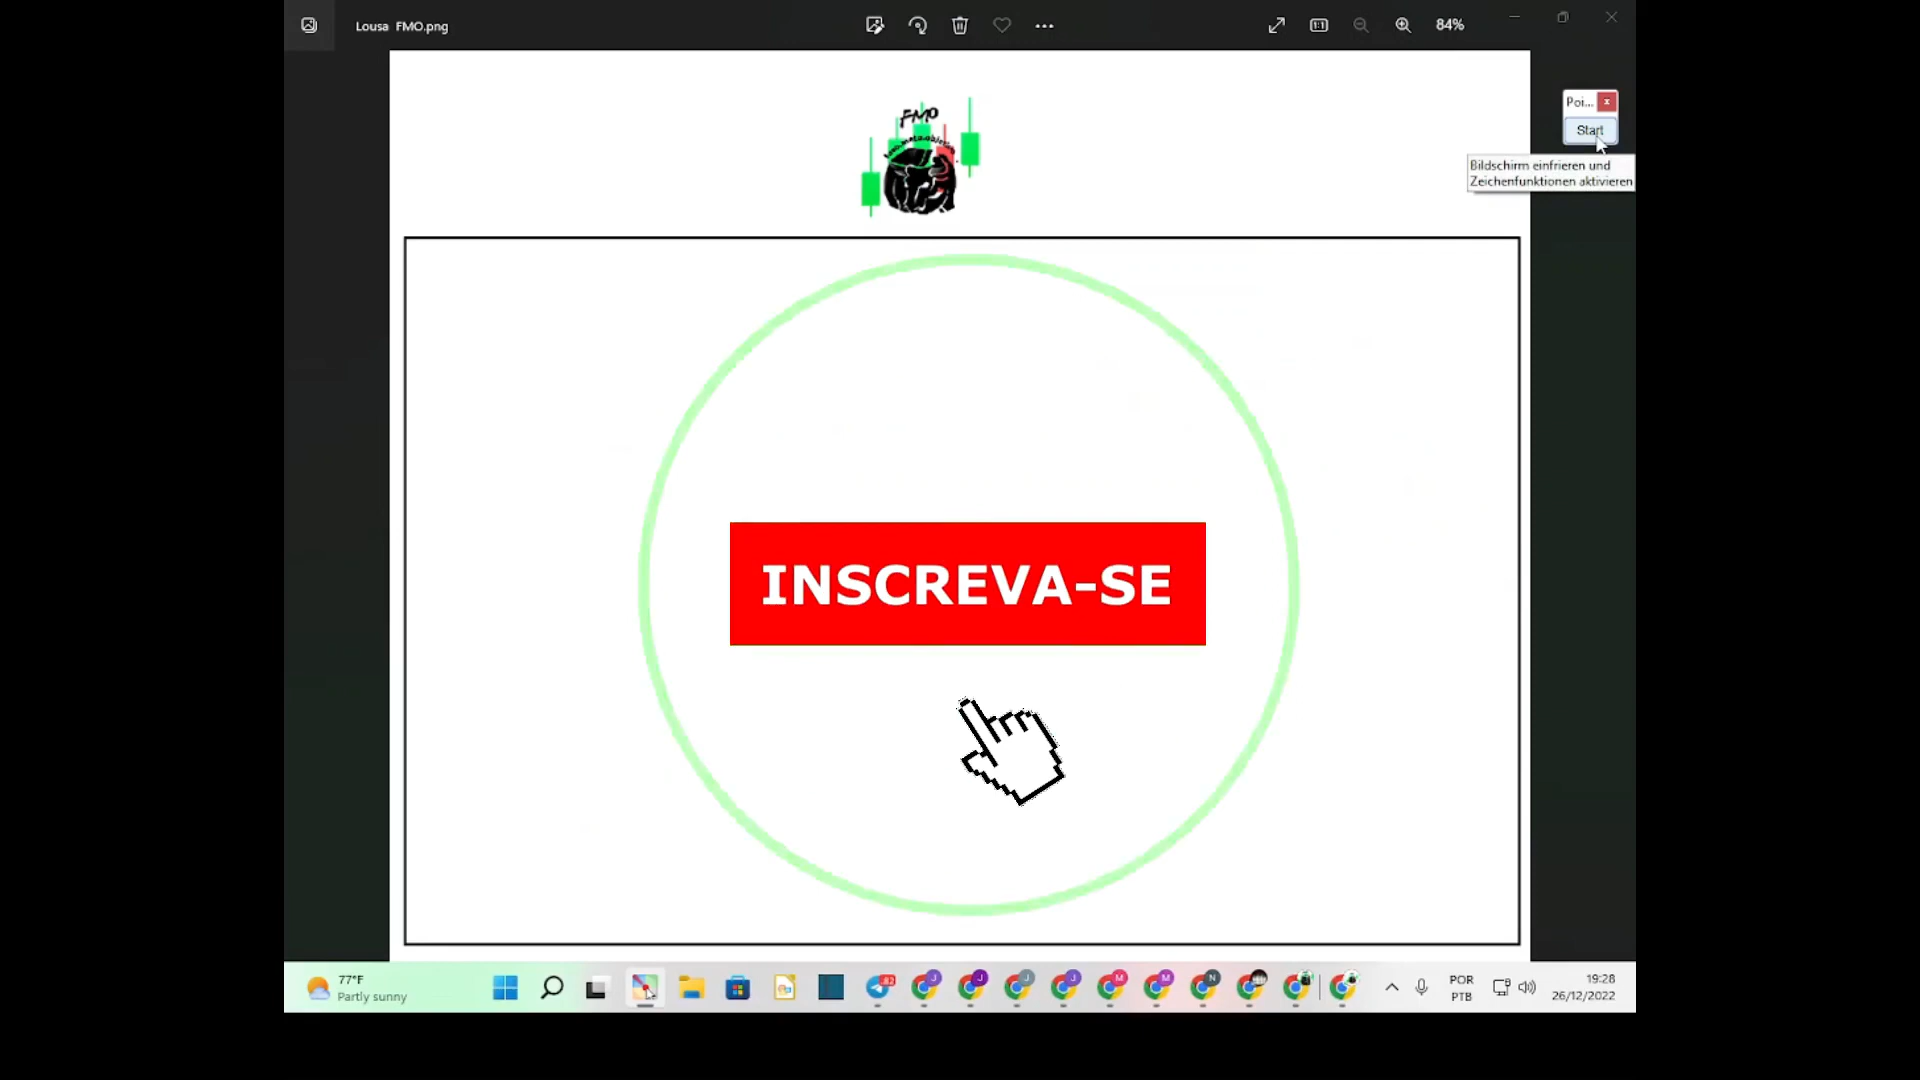 Lousa FMO.png
84%
Poi...
Start
Bildschirm einfrieren und
Zeichenfunktionen aktivieren
FMO
INSCREVA-SE
77°F
Partly sunny
POR
PTB
19:28
26/12/2022